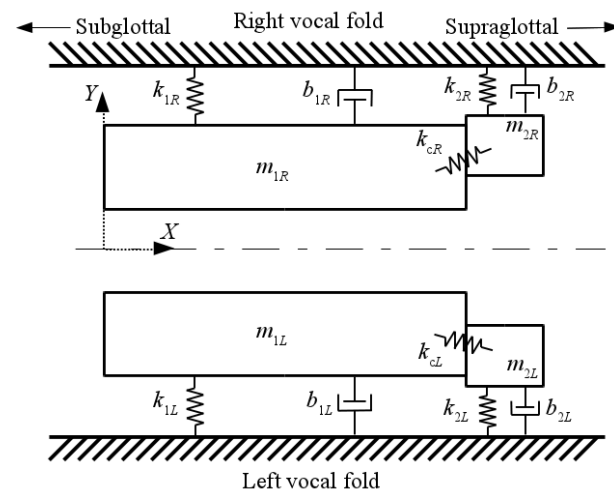 Right vocal fold
Subglottal Supraglottal
Y k1R b1R k2R b2R
m2R
kcR
m1R
X
m1L
kcL m2L
k1L b1L k2L b2L
Left vocal fold